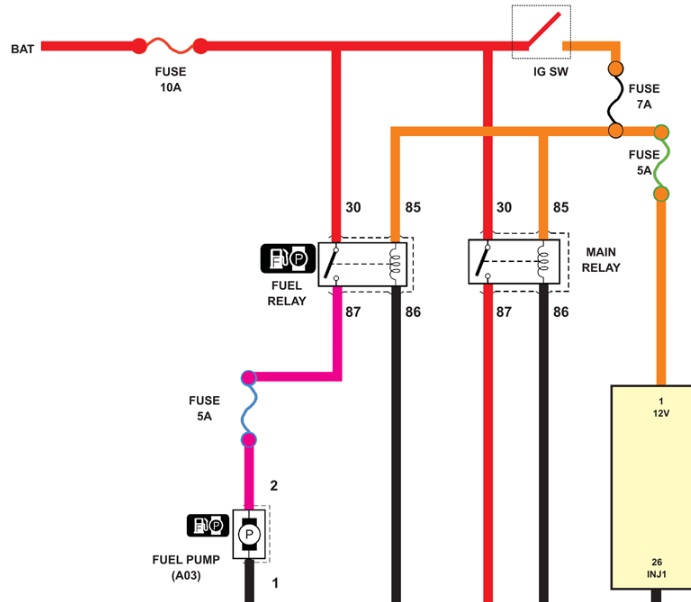 BAT
FUSE
10A
IG SW
FUSE
7A
FUSE
5A
30
85
30
85
P
FUEL
RELAY
MAIN
RELAY
87
86
87
86
FUSE
5A
1
12V
2
P
P
FUEL PUMP
(A03)
1
26
INJ1